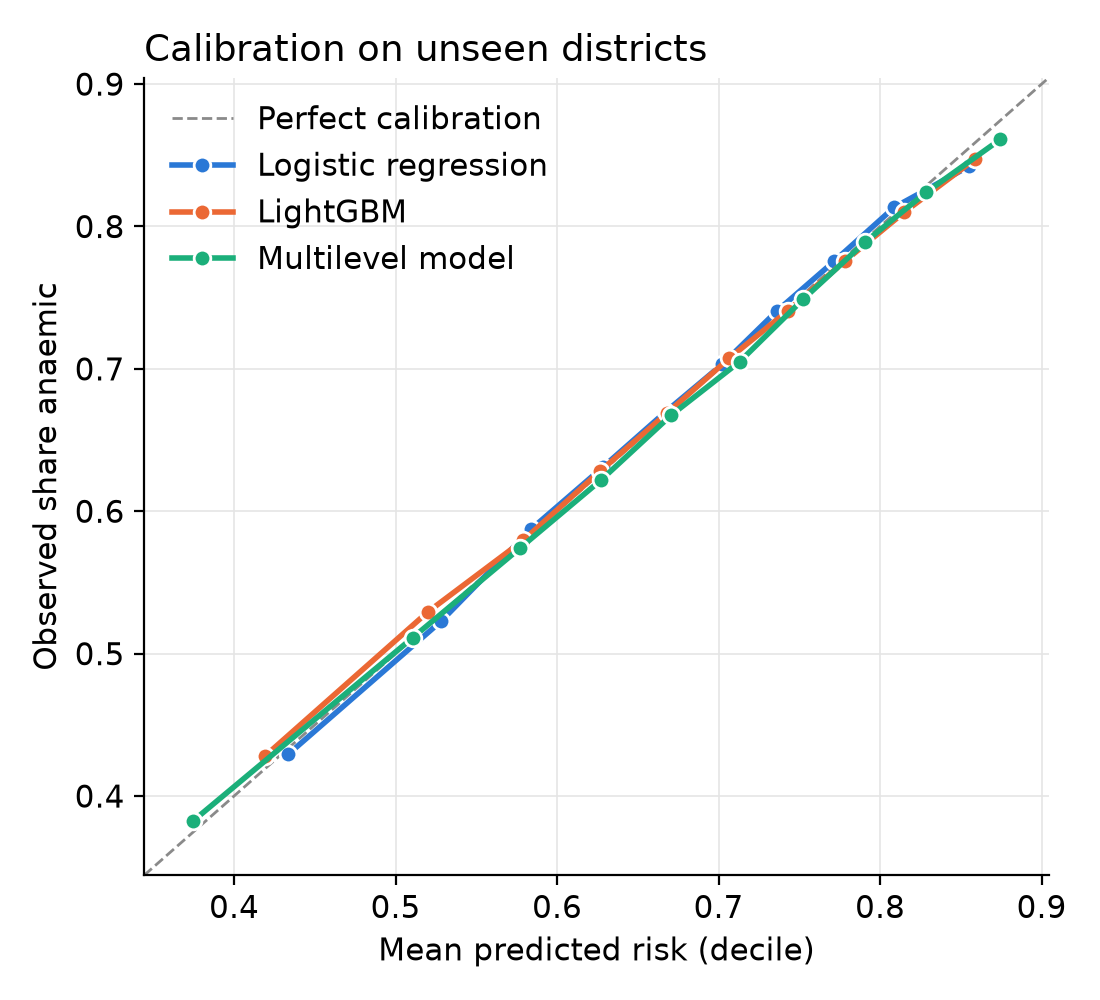 Calibration on unseen districts
Perfect calibration
Logistic regression
LightGBM
Multilevel model
Observed share anaemic
0.9
0.8
0.7
0.6
0.5
0.4
0.4 0.5 0.6 0.7 0.8 0.9
Mean predicted risk (decile)